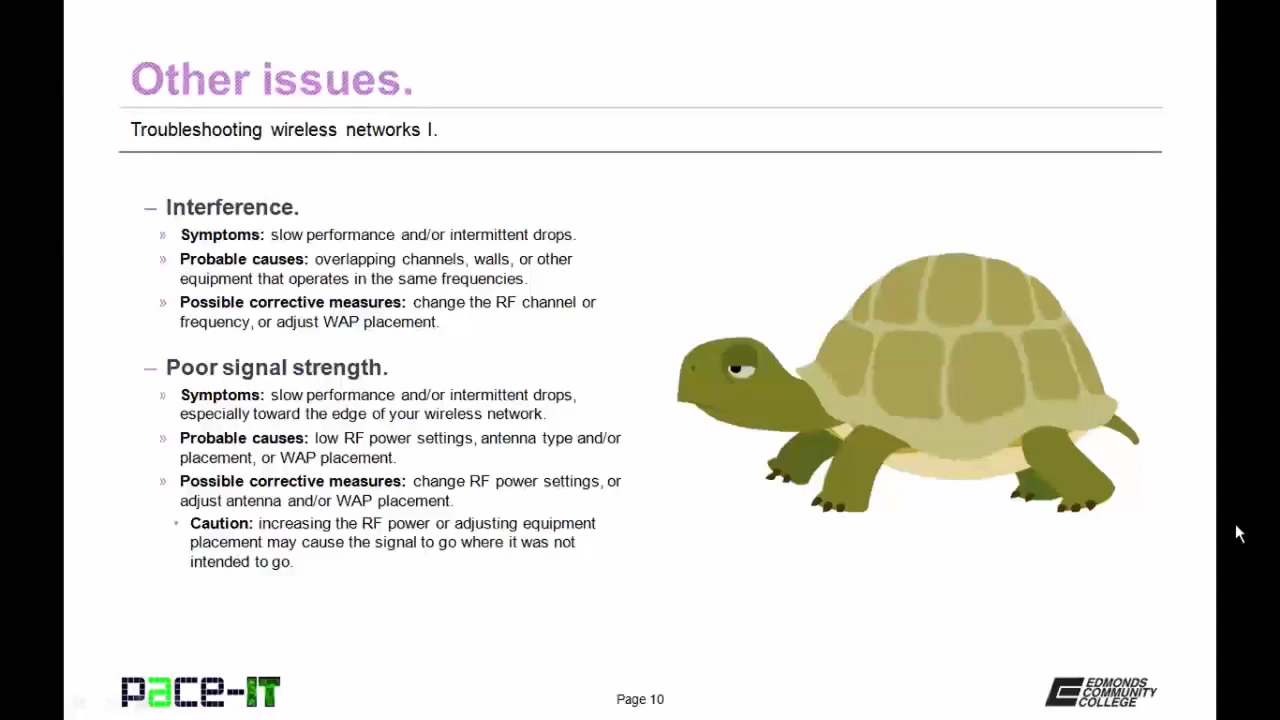 Other issues.
Troubleshooting wireless networks I.
– Interference.
» Symptoms: slow performance and/or intermittent drops.
» Probable causes: overlapping channels, walls, or other
equipment that operates in the same frequencies.
» Possible corrective measures: change the RF channel or
frequency, or adjust WAP placement.
– Poor signal strength.
» Symptoms: slow performance and/or intermittent drops,
especially toward the edge of your wireless network.
» Probable causes: low RF power settings, antenna type and/or
placement, or WAP placement.
» Possible corrective measures: change RF power settings, or
adjust antenna and/or WAP placement.
• Caution: increasing the RF power or adjusting equipment
placement may cause the signal to go where it was not
intended to go.
pace-IT
Page 10
EDMONDS
COMMUNITY
COLLEGE